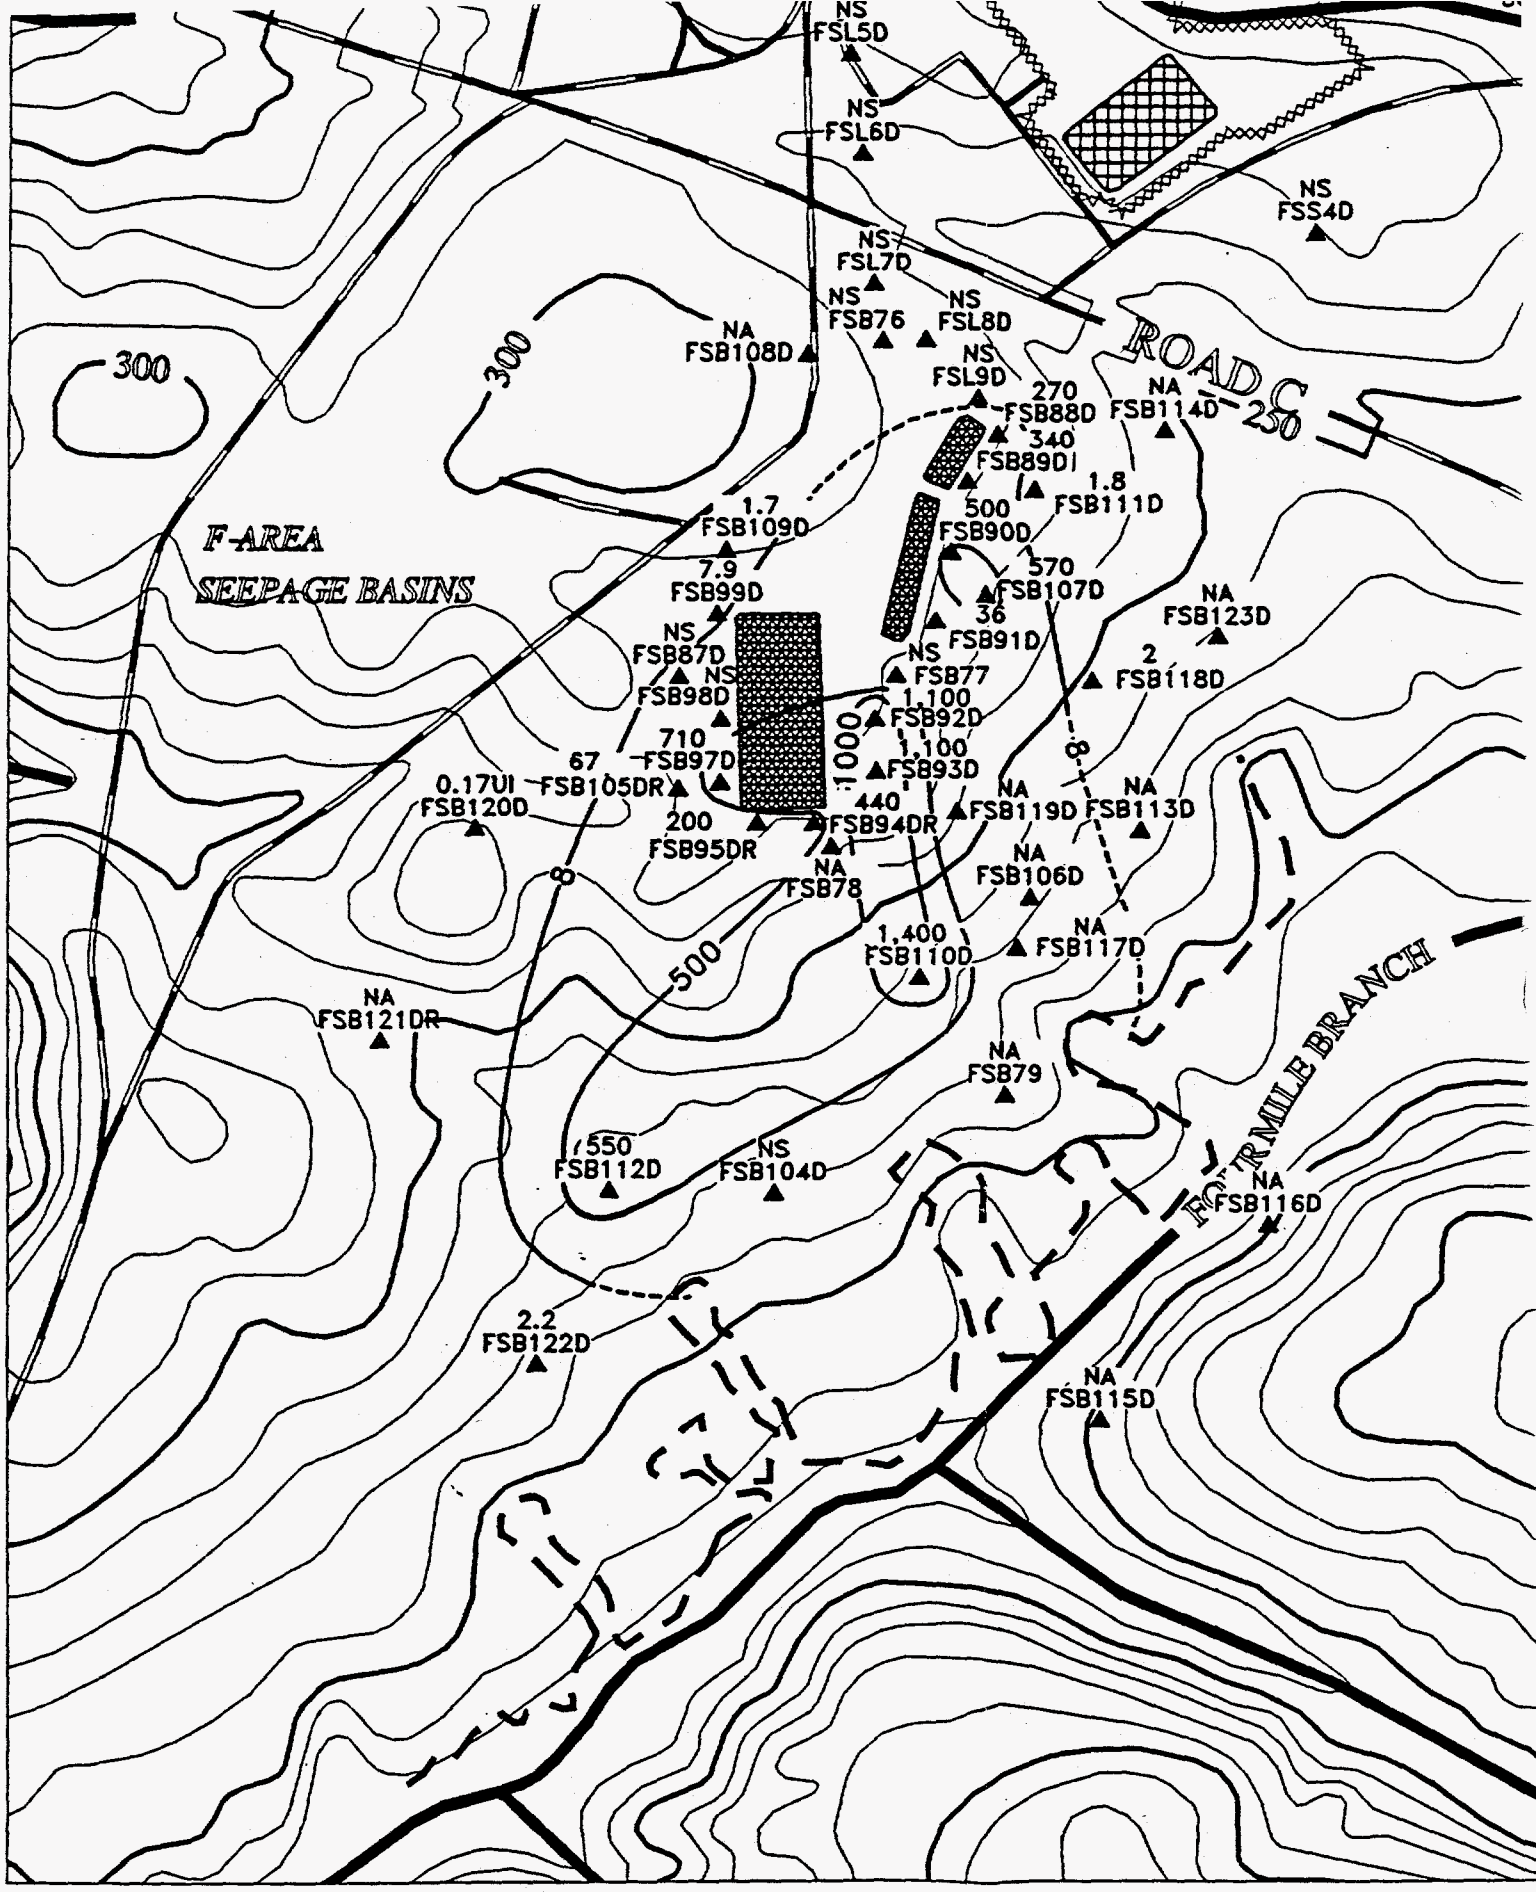 NS
FSL5D
NS
FSL6D
NS
FSS4D
NS
FSL7D
NS
FSB76
NS
FSL8D
NA
FSB108D
300
300
NS
FSL9D
ROAD C
250
270
FSB88D
NA
FSB114D
340
FSB89D
1.8
FSB111D
500
FSB90D
1.7
FSB109D
F-AREA
SEEPAGE BASINS
7.9
FSB99D
570
FSB107D
36
FSB91D
NA
FSB123D
NS
FSB87D
NS
FSB98D
NS
FSB77
2
FSB118D
1,100
FSB92D
1000
710
FSB97D
1,100
FSB93D
8
67
FSB105DR
0.17UI
FSB120D
440
FSB94DR
NA
FSB119D
NA
FSB113D
200
FSB95DR
NA
FSB78
8
NA
FSB106D
1,400
FSB110D
NA
FSB117D
500
FOURMILE BRANCH
NA
FSB121DR
NA
FSB79
550
FSB112D
NS
FSB104D
NA
FSB116D
2.2
FSB122D
NA
FSB115D